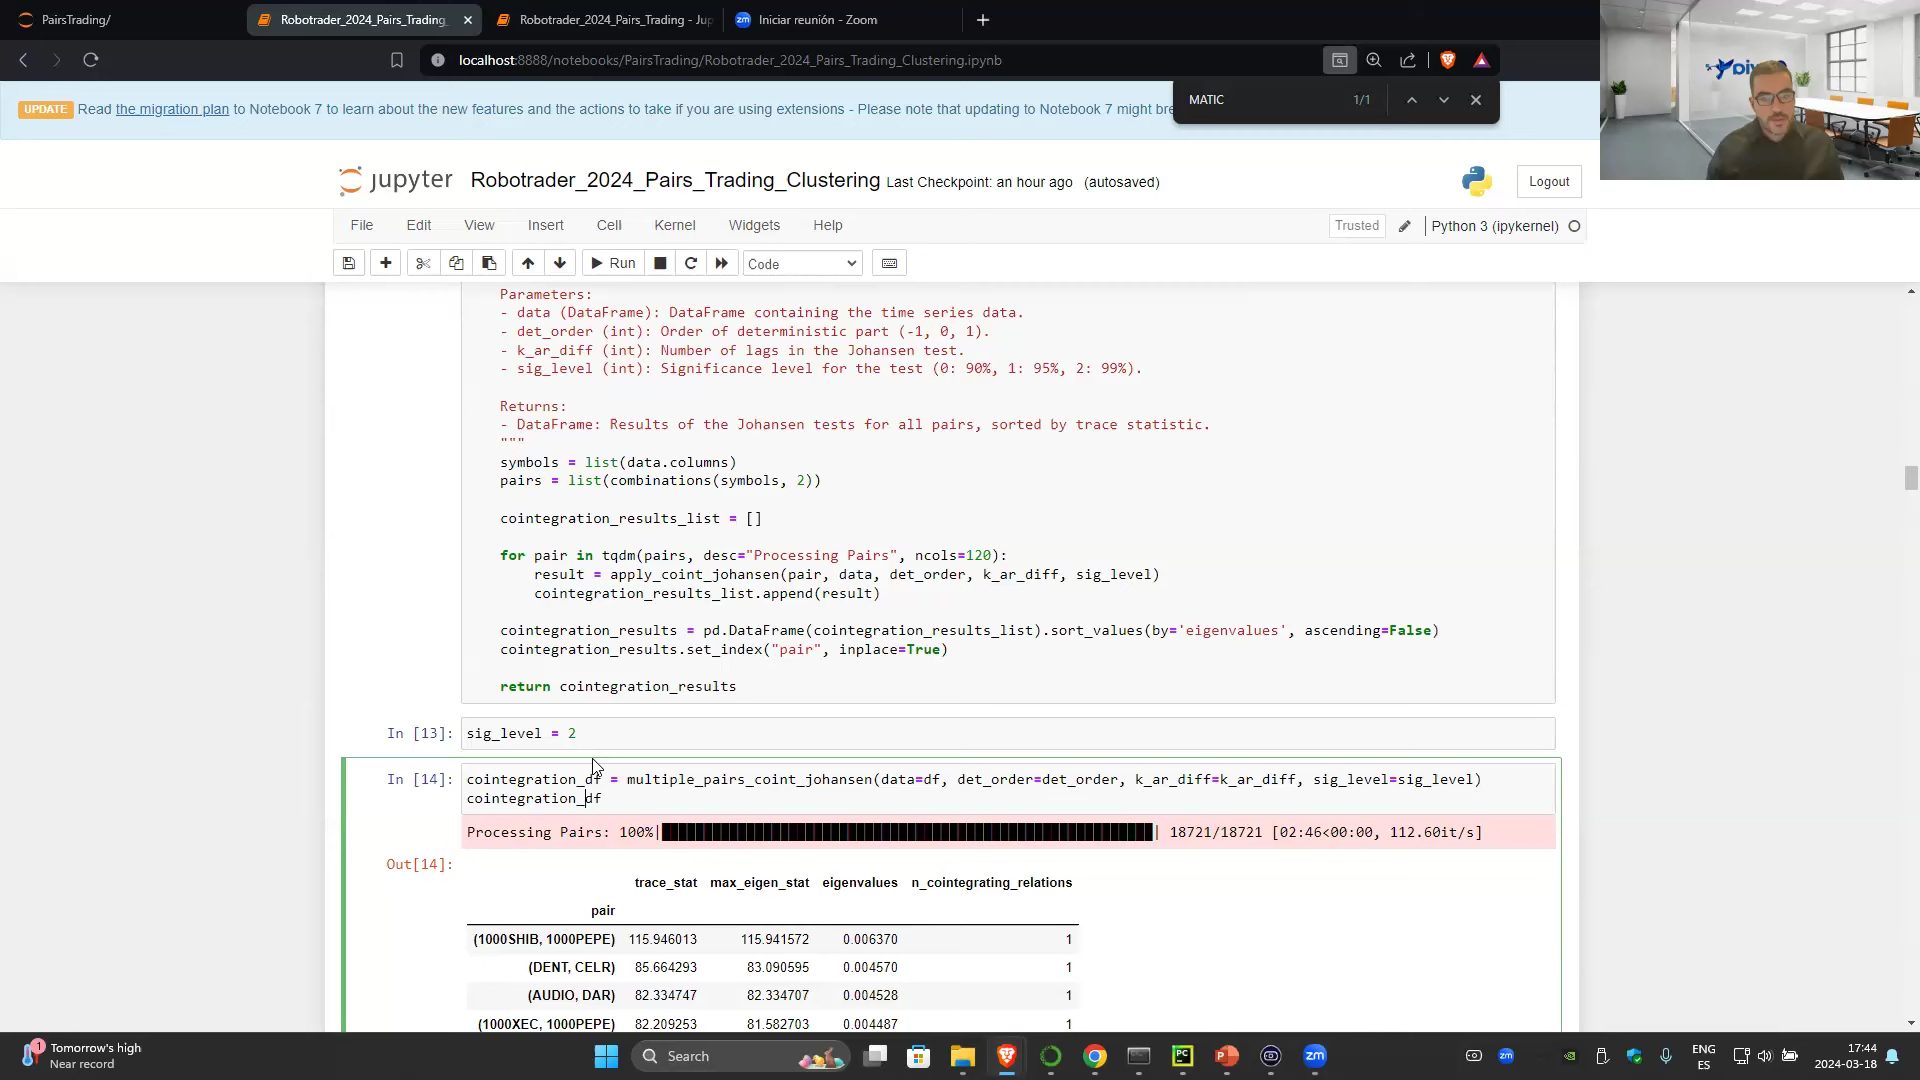 PairsTrading/
Robotrader_2024_Pairs_Trading_
Robotrader_2024_Pairs_Trading - Jup
zm Iniciar reunión - Zoom
localhost:8888/notebooks/PairsTrading/Robotrader_2024_Pairs_Trading_Clustering.ipynb
MATIC 1/1
UPDATE Read the migration plan to Notebook 7 to learn about the new features and the actions to take if you are using extensions - Please note that updating to Notebook 7 might bre
jupyter Robotrader_2024_Pairs_Trading_Clustering Last Checkpoint: an hour ago (autosaved)
Logout
File Edit View Insert Cell Kernel Widgets Help
Trusted Python 3 (ipykernel)
Run Code
Parameters:
- data (DataFrame): DataFrame containing the time series data.
- det_order (int): Order of deterministic part (-1, 0, 1).
- k_ar_diff (int): Number of lags in the Johansen test.
- sig_level (int): Significance level for the test (0: 90%, 1: 95%, 2: 99%).
Returns:
- DataFrame: Results of the Johansen tests for all pairs, sorted by trace statistic.
"""
symbols = list(data.columns)
pairs = list(combinations(symbols, 2))
cointegration_results_list = []
for pair in tqdm(pairs, desc="Processing Pairs", ncols=120):
result = apply_coint_johansen(pair, data, det_order, k_ar_diff, sig_level)
cointegration_results_list.append(result)
cointegration_results = pd.DataFrame(cointegration_results_list).sort_values(by='eigenvalues', ascending=False)
cointegration_results.set_index("pair", inplace=True)
return cointegration_results
In [13]: sig_level = 2
In [14]: cointegration_df = multiple_pairs_coint_johansen(data=df, det_order=det_order, k_ar_diff=k_ar_diff, sig_level=sig_level)
cointegration_df
Processing Pairs: 100%| | 18721/18721 [02:46<00:00, 112.60it/s]
Out[14]:
trace_stat max_eigen_stat eigenvalues n_cointegrating_relations
pair
(1000SHIB, 1000PEPE) 115.946013 115.941572 0.006370 1
(DENT, CELR) 85.664293 83.090595 0.004570 1
(AUDIO, DAR) 82.334747 82.334707 0.004528 1
(1000XEC, 1000PEPE) 82.209253 81.582703 0.004487 1
1 Tomorrow's high
Near record
Search
PC
zm
zm
ENG
ES
17:44
2024-03-18